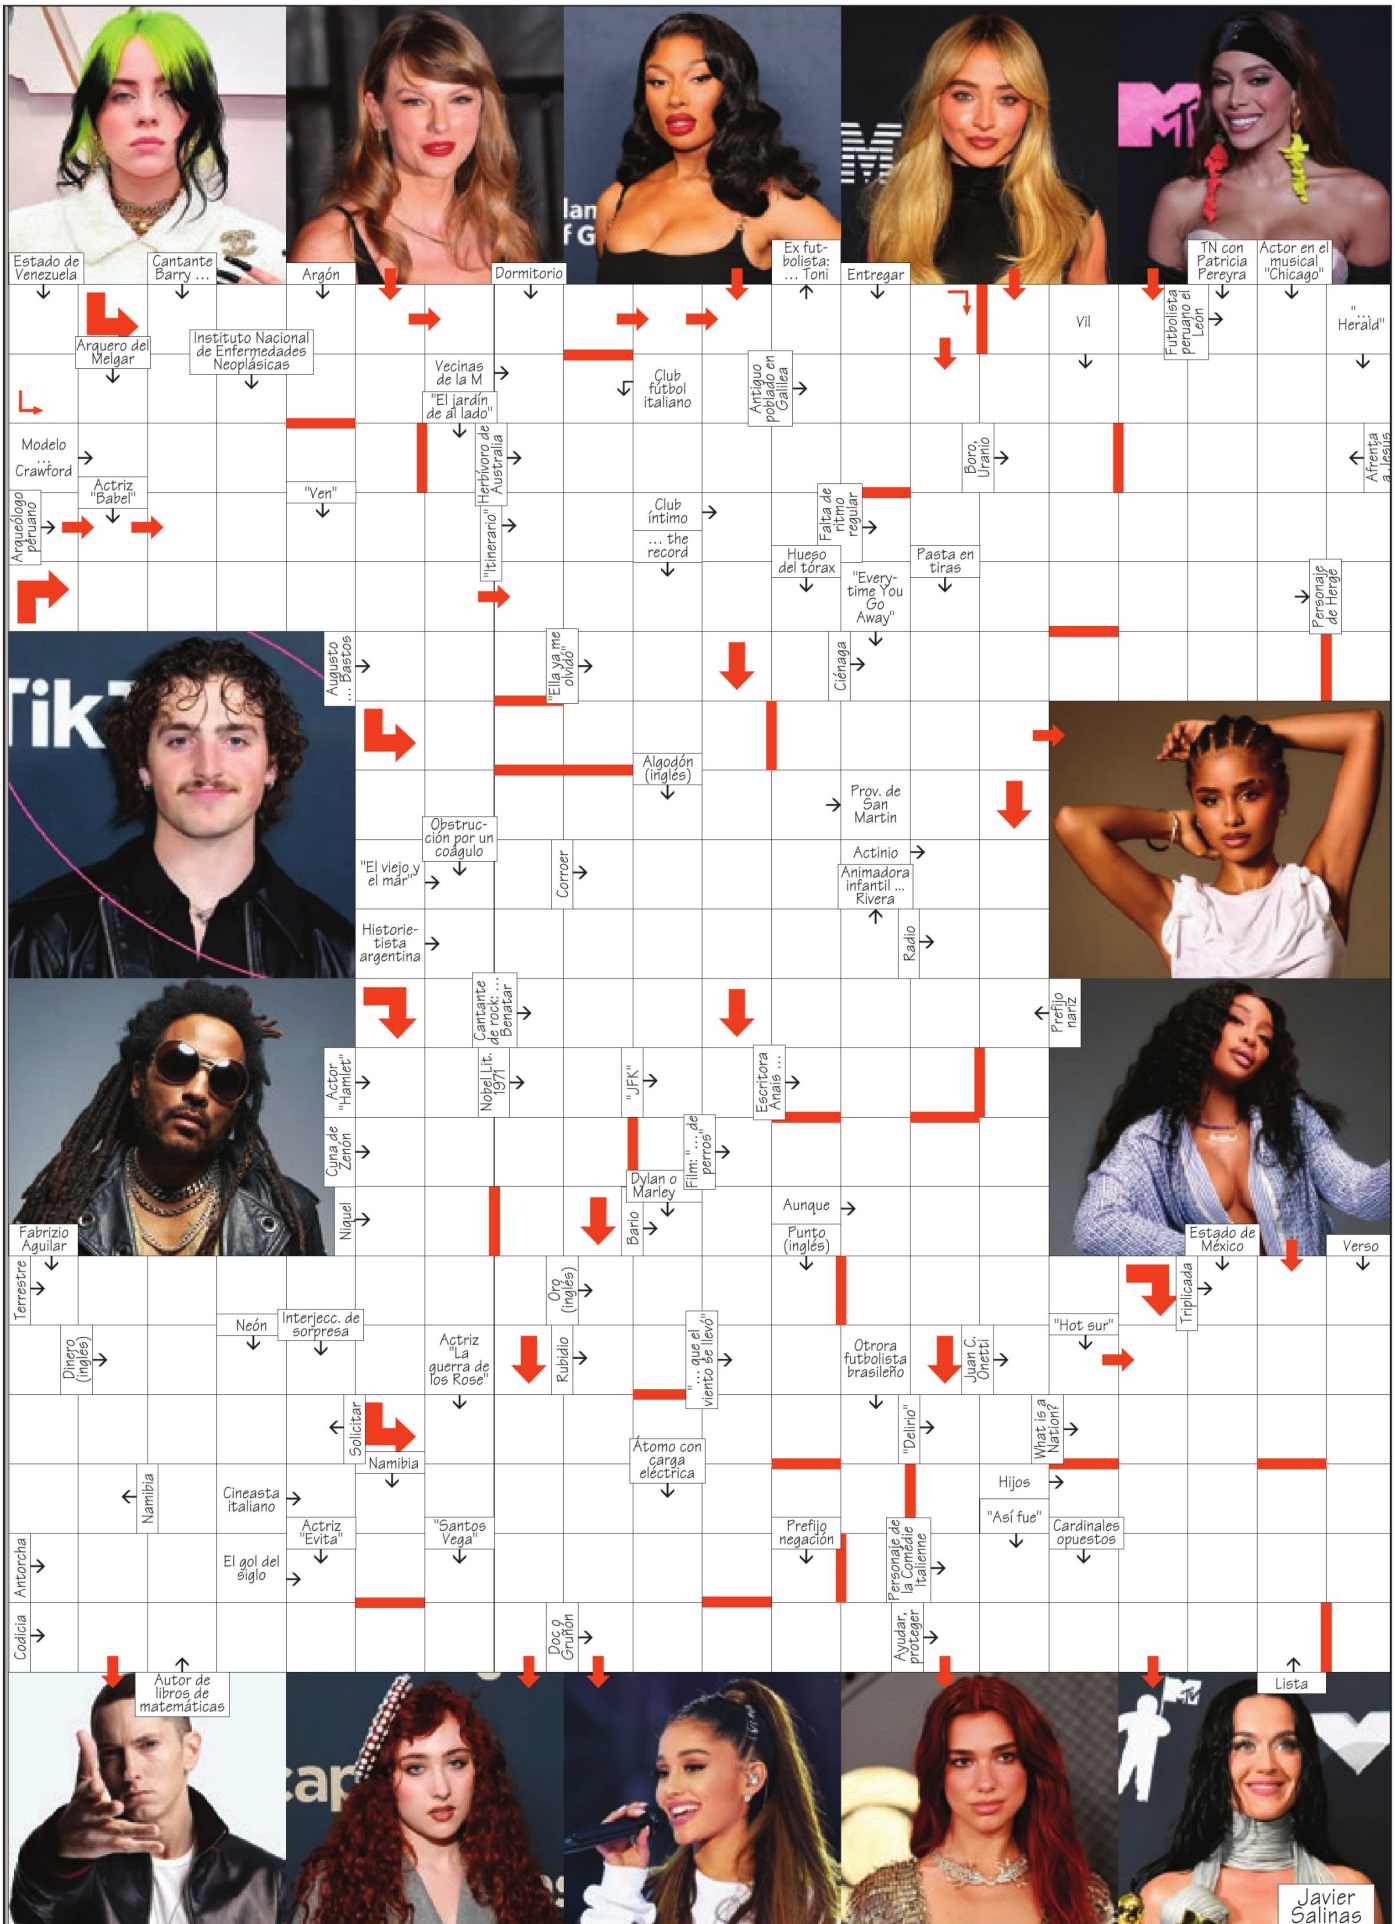 Estado de
Venezuela
Cantante
Barry ...
Argón
Dormitorio
lan
f G
Ex fut-
bolista:
... Toni
M
Entregar
TN con
Patricia
Pereyra
Actor en el
musical
"Chicago"
Arquero del
Melgar
Instituto Nacional
de Enfermedades
Neoplásicas
Vil
Futbolista
peruano el
León
"...
Herald"
Vecinas
de la M
"El jardín
de al lado"
Club
fútbol
italiano
Antiguo
poblado en
Galilea
Modelo
...
Crawford
Actriz
"Babel"
Herbívoro de
Australia
Boro,
Uranio
Afrenta
a Jesús
Arqueólogo
peruano
"Ven"
"Itinerario"
Club
íntimo
... the
record
Falta de
ritmo
regular
Hueso
del tórax
Pasta en
tiras
"Every-
time You
Go
Away"
Personaje
de Hergé
TikT
Augusto
... Bastos
"Ella ya me
olvidó"
Ciénaga
Algodón
(inglés)
Prov. de
San
Martin
Obstruc-
ción por un
coágulo
"El viejo y
el mar"
Corroer
Actinio
Animadora
infantil ...
Rivera
Historie-
tista
argentina
Radio
Cantante
de rock: ...
Benatar
Prefijo
nariz
Actor
"Hamlet"
Nobel Lit.
1971
"JFK"
Escritora
Anais ...
Cuna de
Zenón
Film: "... de
perros"
Dylan o
Marley
Niquel
Bario
Aunque
Punto
(inglés)
Fabrizio
Aguilar
Estado de
México
Verso
Terrestre
Oro
(inglés)
Triplicada
Neón
Interjecc. de
sorpresa
Dinero
(inglés)
Actriz
"La
guerra de
los Rose"
Rubidio
"... que el
viento se llevó"
Otrora
futbolista
brasileño
Juan C.
Onetti
"Hot sur"
Solicitar
Namibia
Átomo con
carga
eléctrica
"Delirio"
What is a
Nation?
Namibia
Cineasta
italiano
Hijos
Actriz
"Evita"
"Santos
Vega"
Prefijo
negación
"Así fue"
Cardinales
opuestos
Antorcha
El gol del
siglo
Personaje de
la Comédie
Italienne
Codicia
Doc o
Gruñón
Ayudar,
proteger
Autor de
libros de
matemáticas
Lista
cap
Javier
Salinas